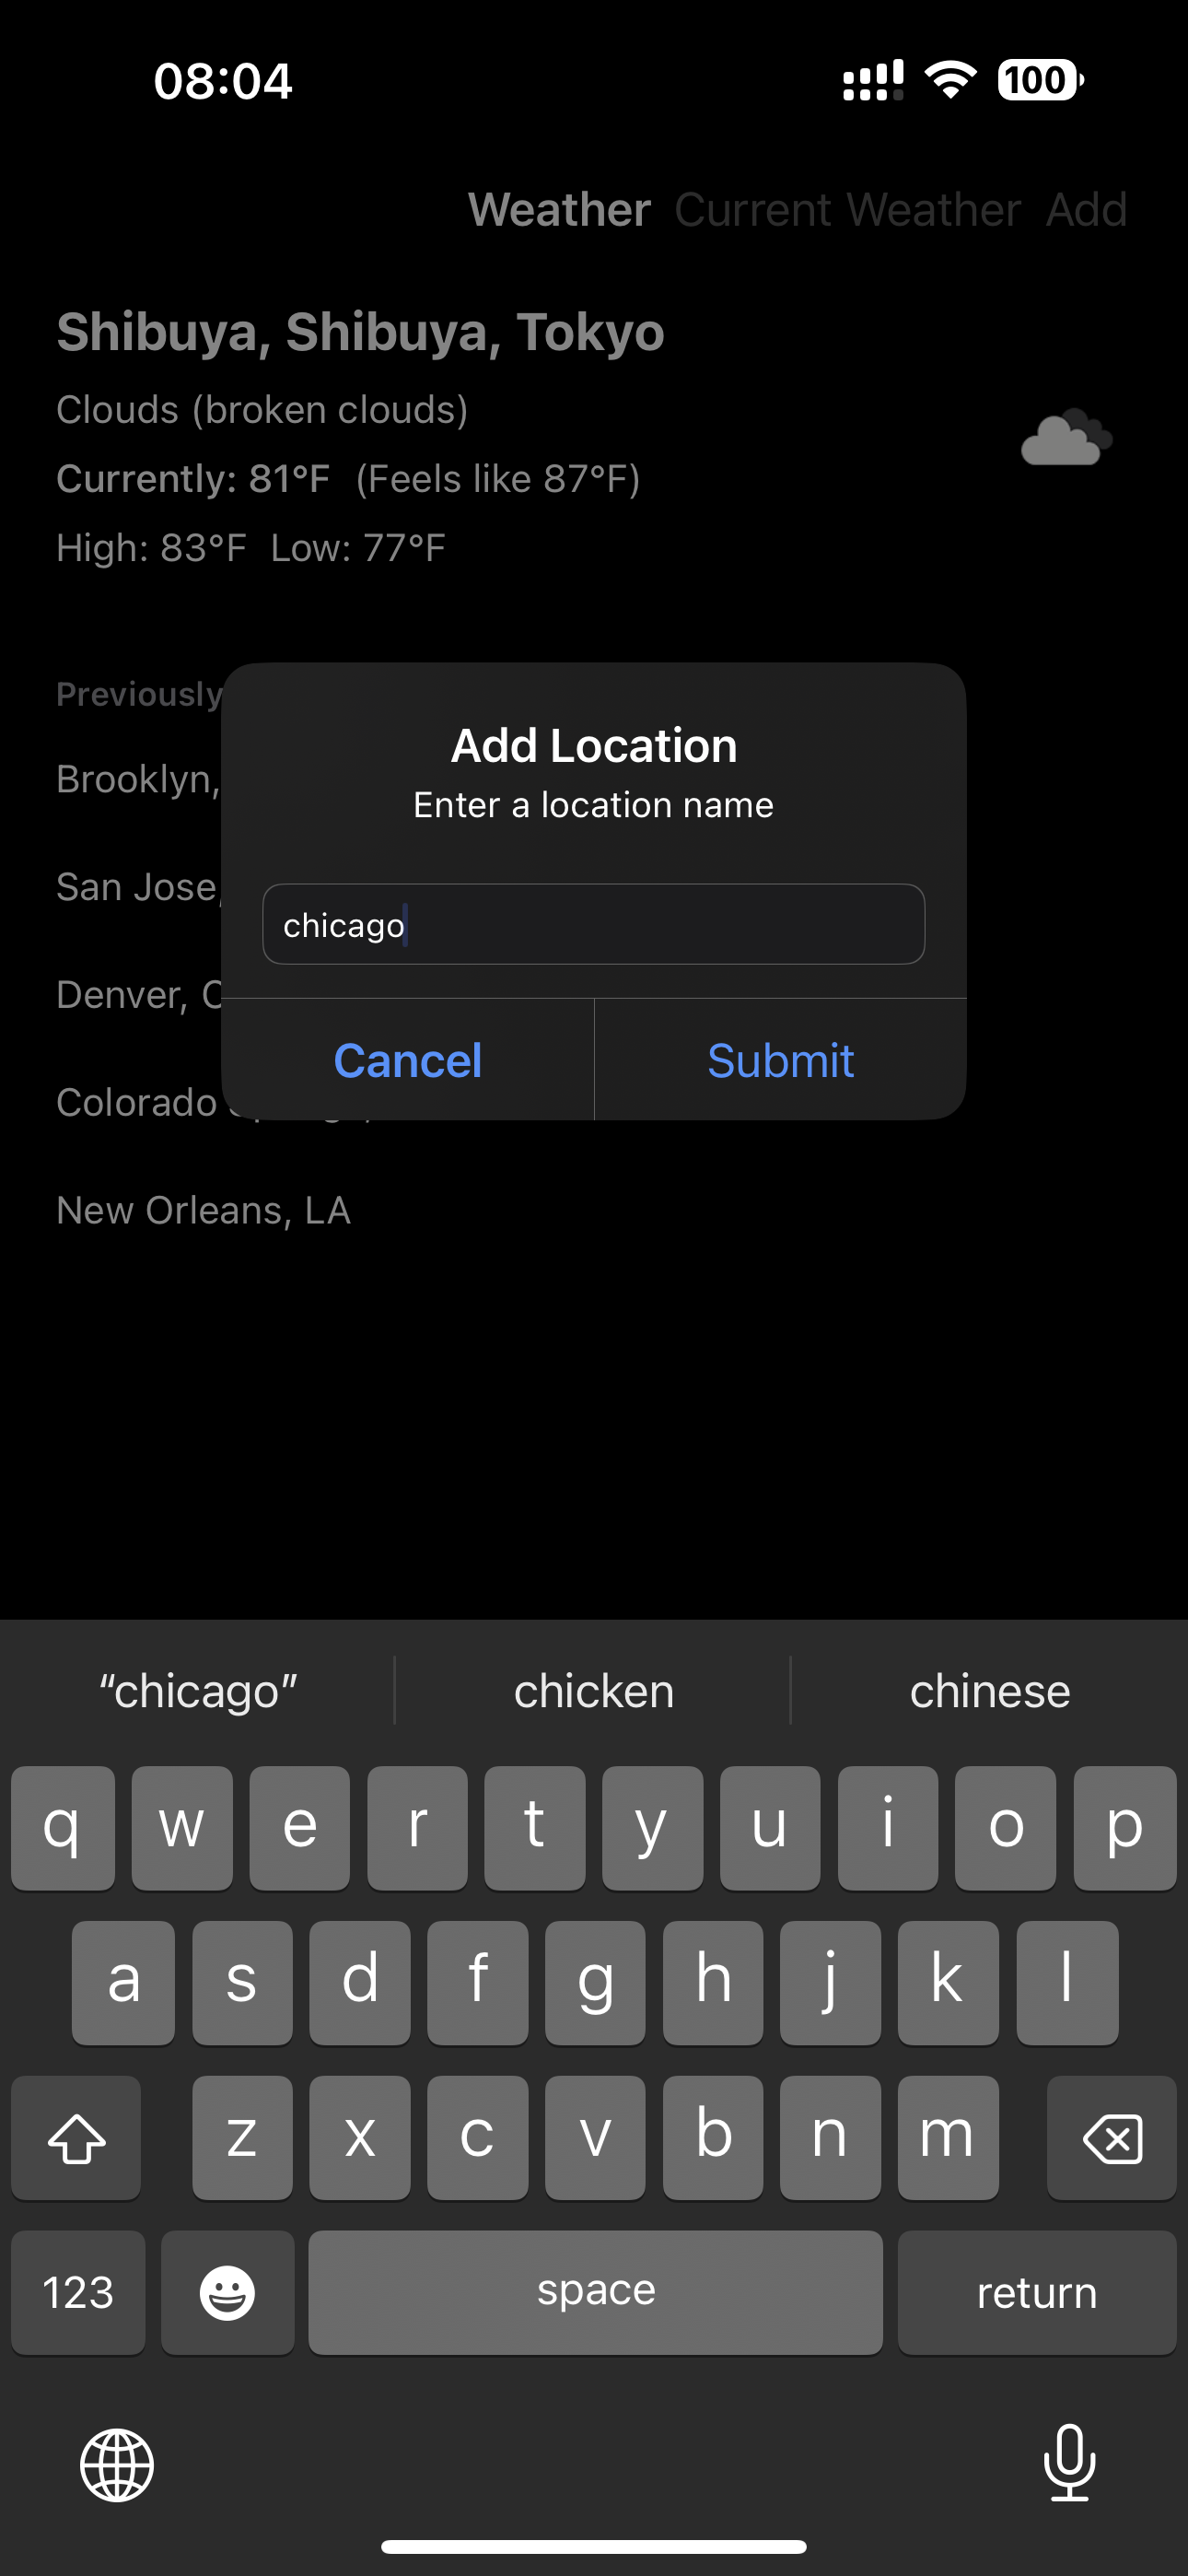 08:04
100
Weather Current Weather Add
Shibuya, Shibuya, Tokyo
Clouds (broken clouds)
Currently: 81°F (Feels like 87°F)
High: 83°F Low: 77°F
Previously
Brooklyn,
San Jose,
Denver,
Colorado
New Orleans, LA
Add Location
Enter a location name
chicago
Cancel Submit
“chicago” chicken chinese
q w e r t y u i o p
a s d f g h j k l
z x c v b n m
123 space return